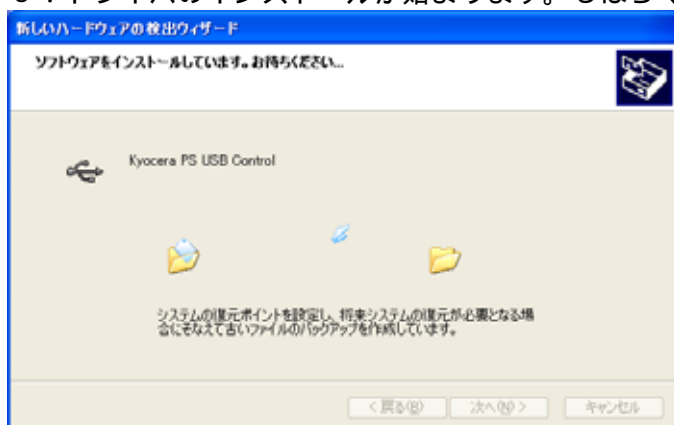 新しいハードウェアの検出ウィザード
ソフトウェアをインストールしています。お待ちください...
Kyocera PS USB Control
システムの復元ポイントを設定し、将来システムの復元が必要となる場
合にそなえて古いファイルのバックアップを作成しています。
< 戻る(B) 次へ(N) > キャンセル